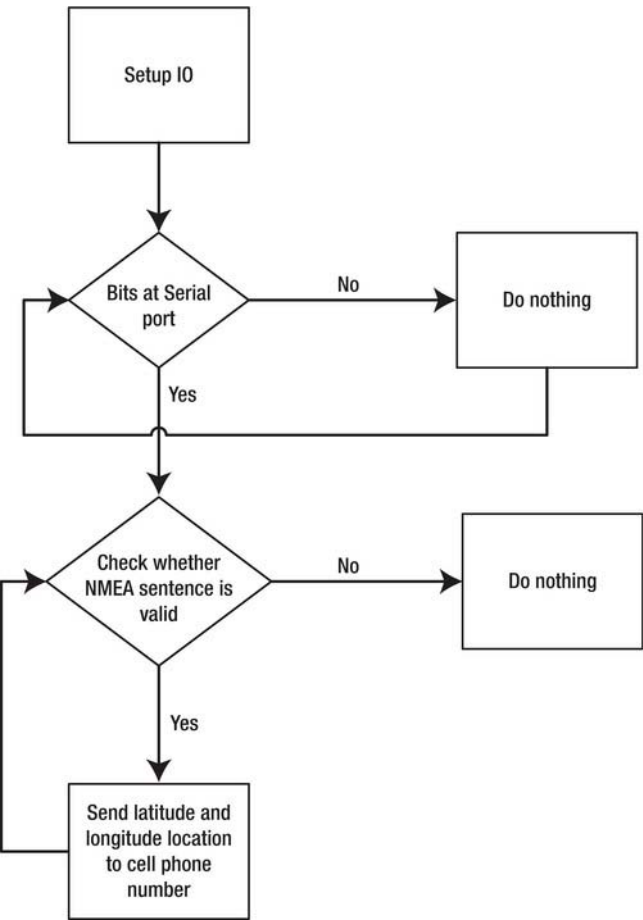 Setup IO
Bits at Serial
port
No
Do nothing
Yes
Check whether
NMEA sentence is
valid
No
Do nothing
Yes
Send latitude and
longitude location
to cell phone
number